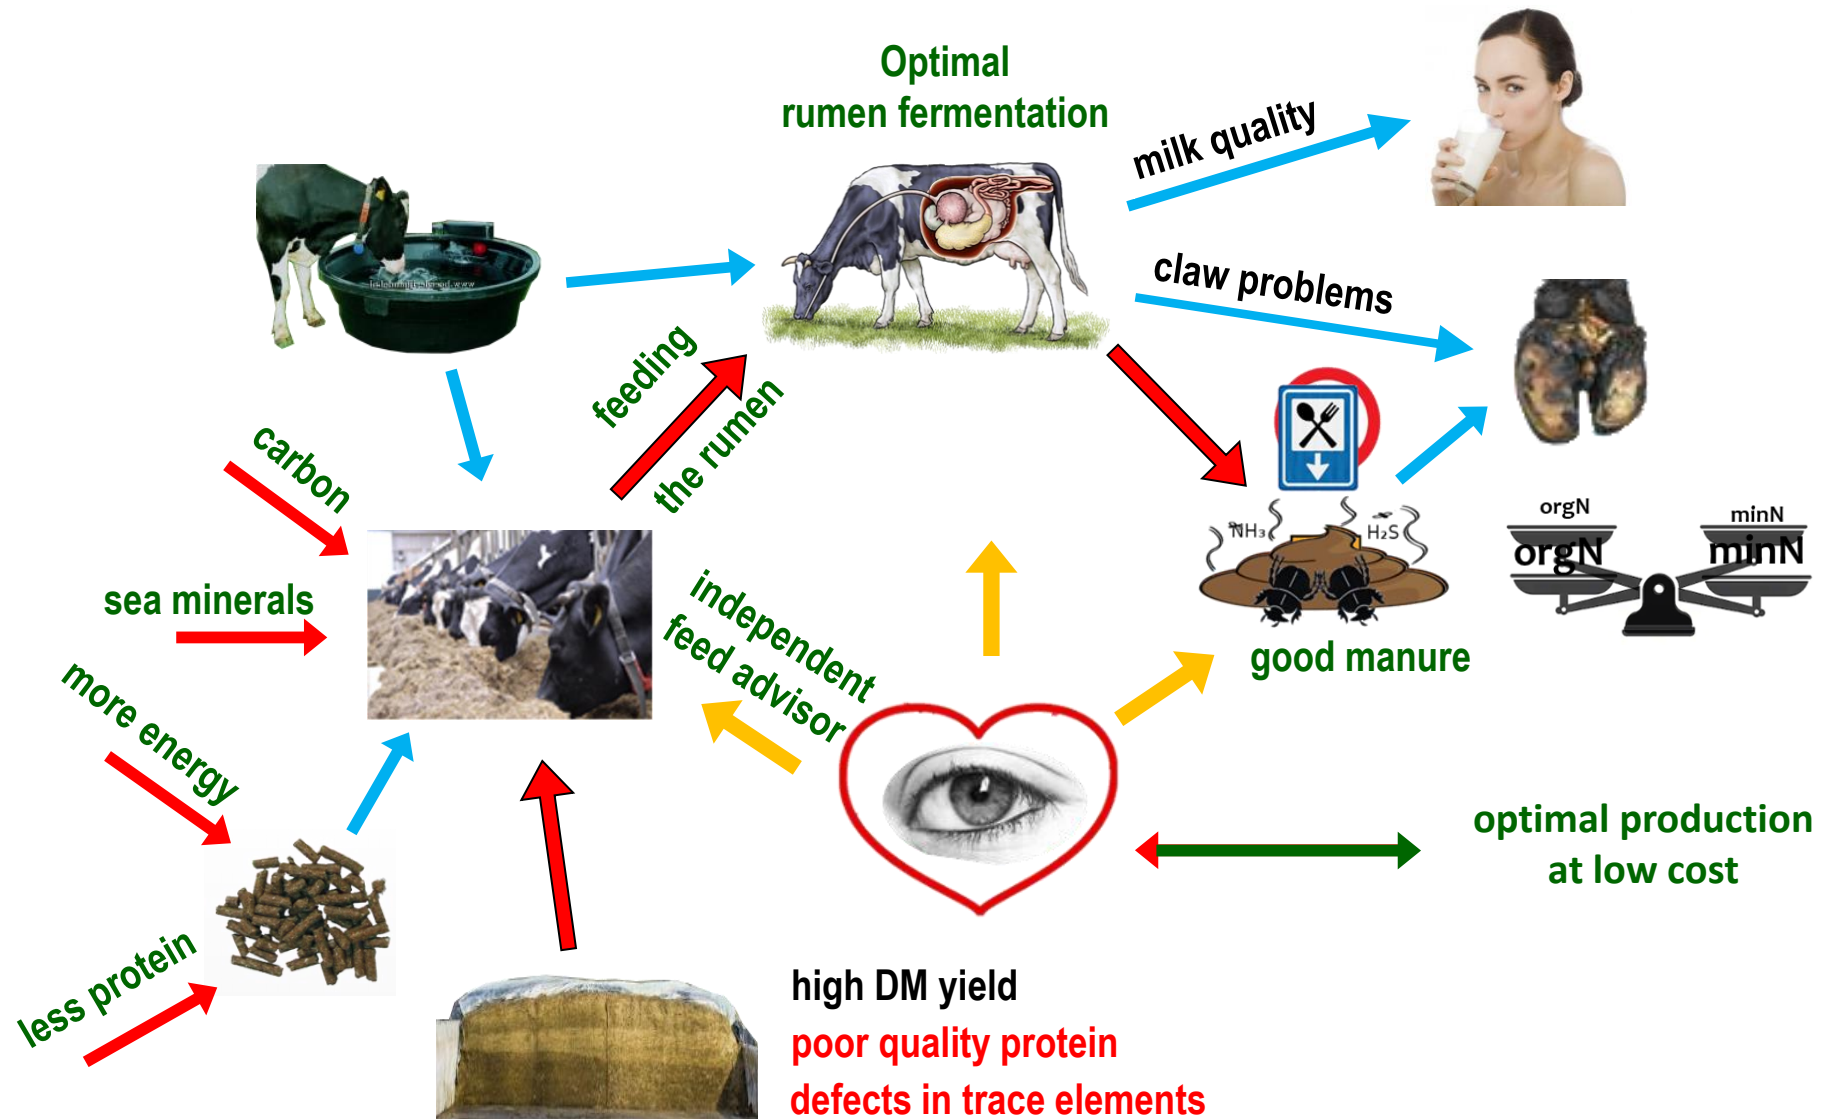 Optimal
rumen fermentation
milk quality
claw problems
feeding
the rumen
carbon
sea minerals
more energy
less protein
independent
feed advisor
NH₃
H₂S
good manure
orgN
minN
orgN
minN
optimal production
at low cost
high DM yield
poor quality protein
defects in trace elements